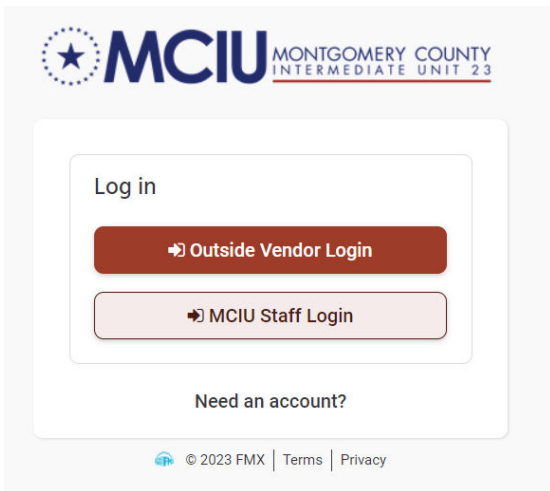 MCIU MONTGOMERY COUNTY
INTERMEDIATE UNIT 23
Log in
Outside Vendor Login
MCIU Staff Login
Need an account?
© 2023 FMX | Terms | Privacy